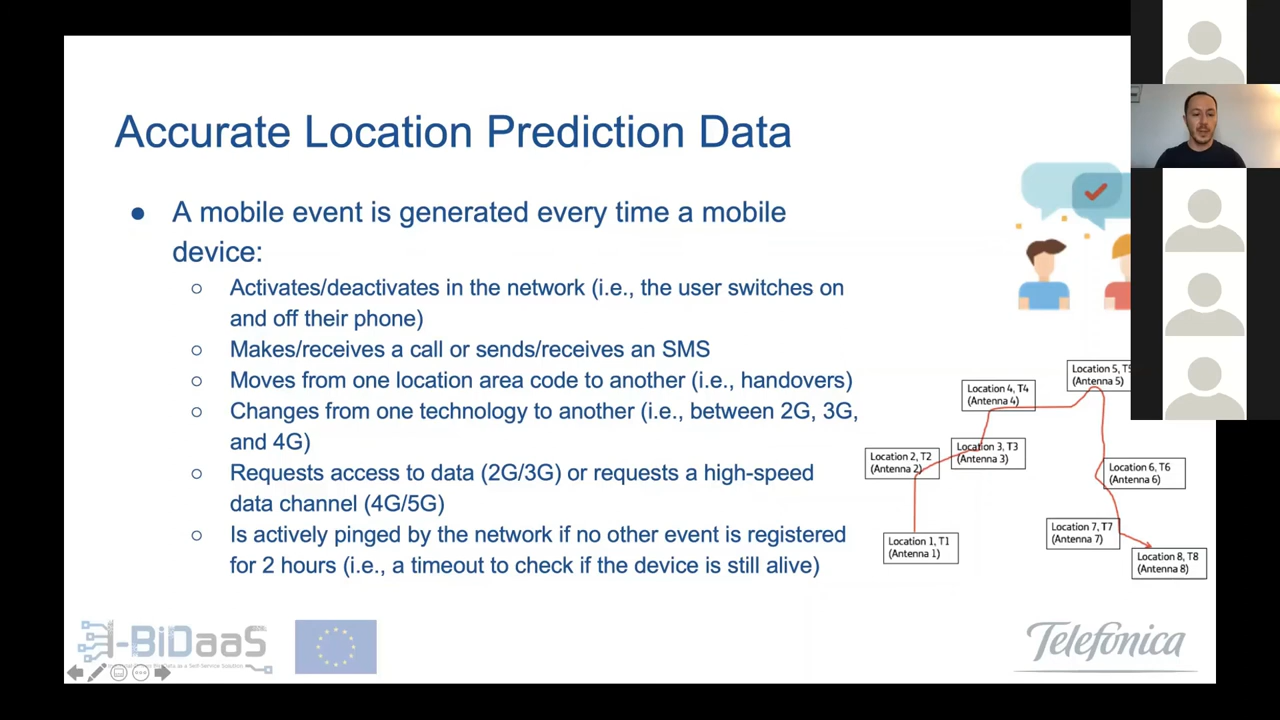 Accurate Location Prediction Data
● A mobile event is generated every time a mobile
device:
○ Activates/deactivates in the network (i.e., the user switches on
and off their phone)
○ Makes/receives a call or sends/receives an SMS
○ Moves from one location area code to another (i.e., handovers)
○ Changes from one technology to another (i.e., between 2G, 3G,
and 4G)
○ Requests access to data (2G/3G) or requests a high-speed
data channel (4G/5G)
○ Is actively pinged by the network if no other event is registered
for 2 hours (i.e., a timeout to check if the device is still alive)
Location 5, T5
(Antenna 5)
Location 4, T4
(Antenna 4)
Location 3, T3
(Antenna 3)
Location 2, T2
(Antenna 2)
Location 6, T6
(Antenna 6)
Location 7, T7
(Antenna 7)
Location 1, T1
(Antenna 1)
Location 8, T8
(Antenna 8)
I-BiDaaS
Telefónica